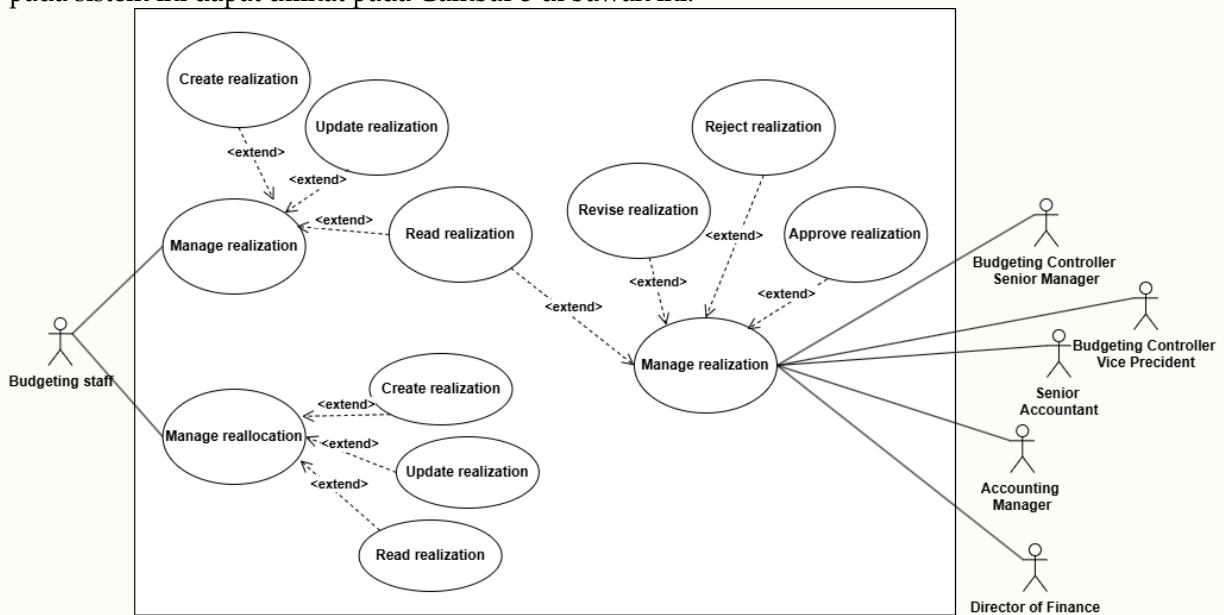 pada sistem ini dapat dilihat pada Gambar 3 di bawah ini.
Create realization
Update realization
<extend>
<extend>
<extend>
Read realization
Manage realization
Reject realization
Revise realization
Approve realization
<extend>
<extend>
<extend>
<extend>
Manage realization
Budgeting staff
Create realization
<extend>
Manage reallocation
<extend>
Update realization
<extend>
Read realization
Budgeting Controller
Senior Manager
Budgeting Controller
Vice Precident
Senior
Accountant
Accounting
Manager
Director of Finance